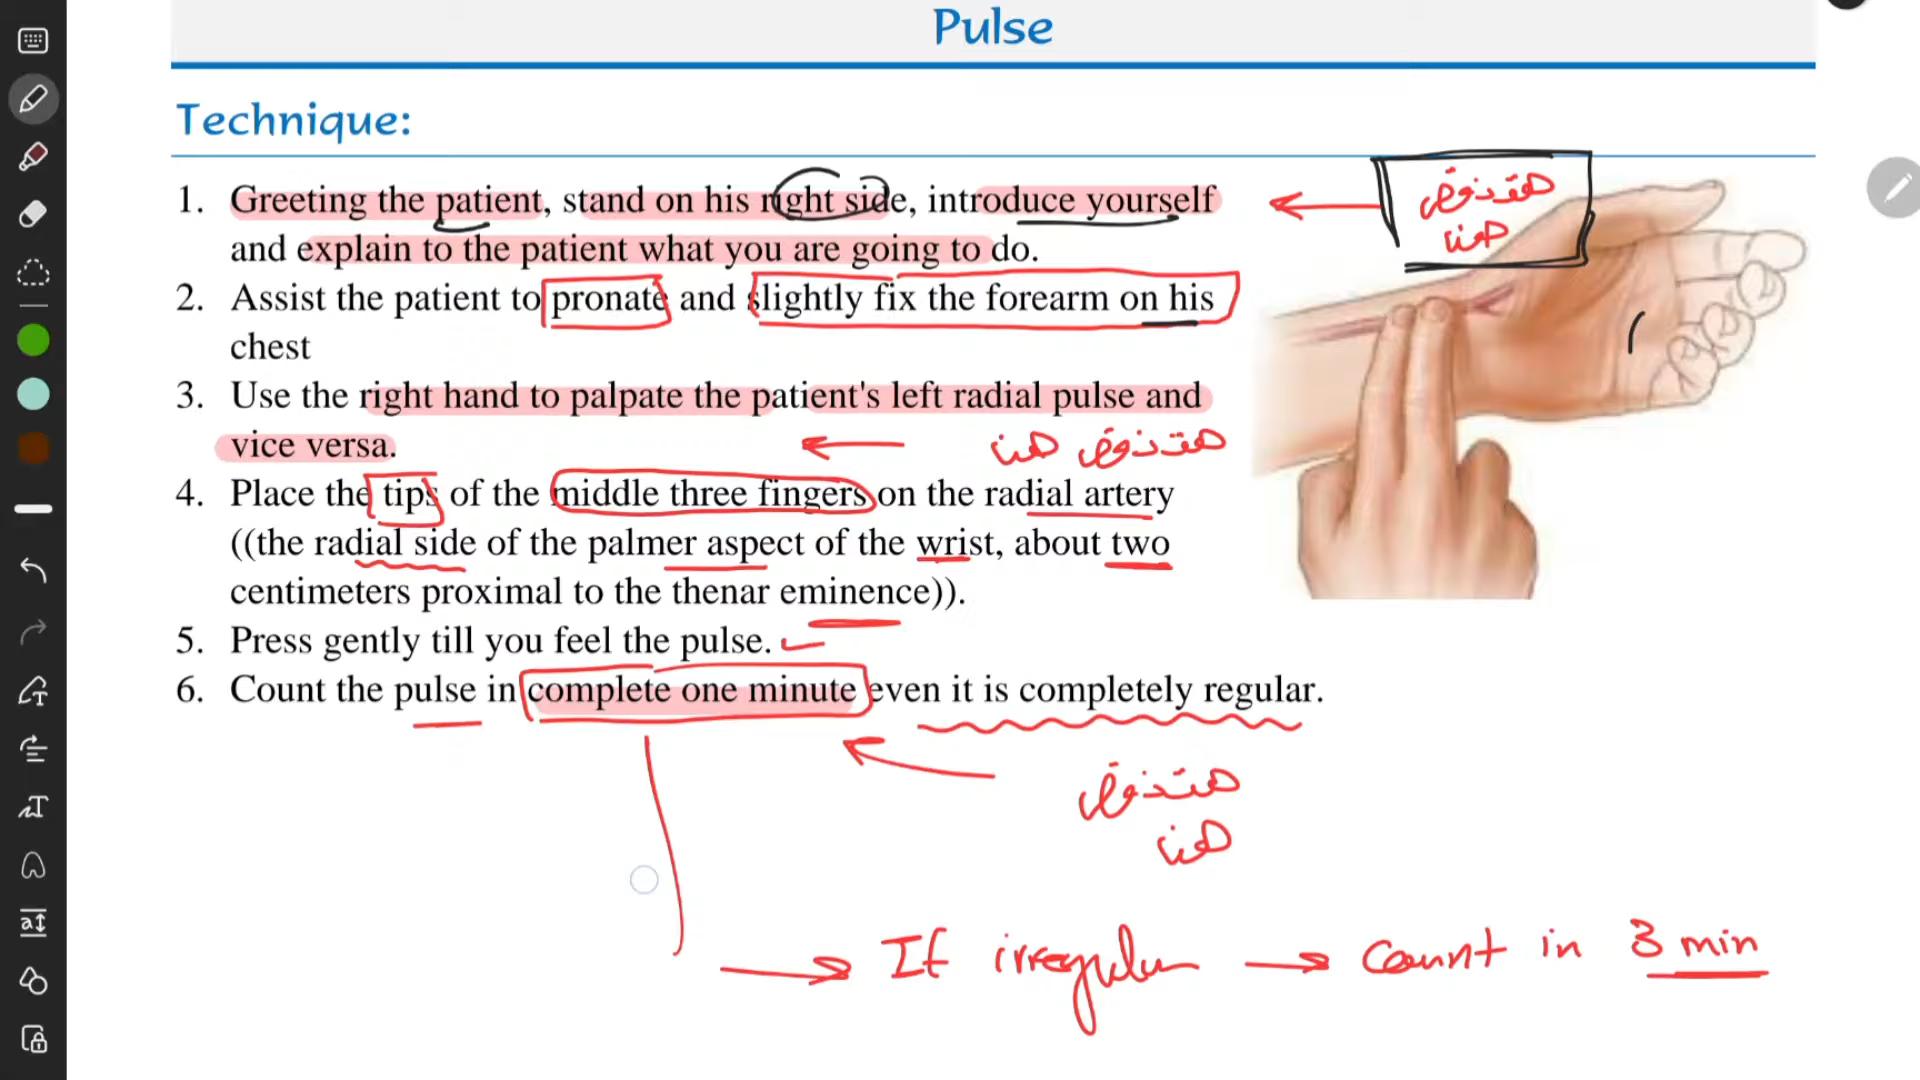 Pulse
Technique:
1. Greeting the patient, stand on his right side, introduce yourself
and explain to the patient what you are going to do.
هتدخوض
هنا
2. Assist the patient to pronate and slightly fix the forearm on his
chest
3. Use the right hand to palpate the patient's left radial pulse and
vice versa.
هنا
4. Place the tips of the middle three fingers on the radial artery
((the radial side of the palmer aspect of the wrist, about two
centimeters proximal to the thenar eminence)).
5. Press gently till you feel the pulse.
6. Count the pulse in complete one minute even it is completely regular.
هنا
If irregular → count in 3 min